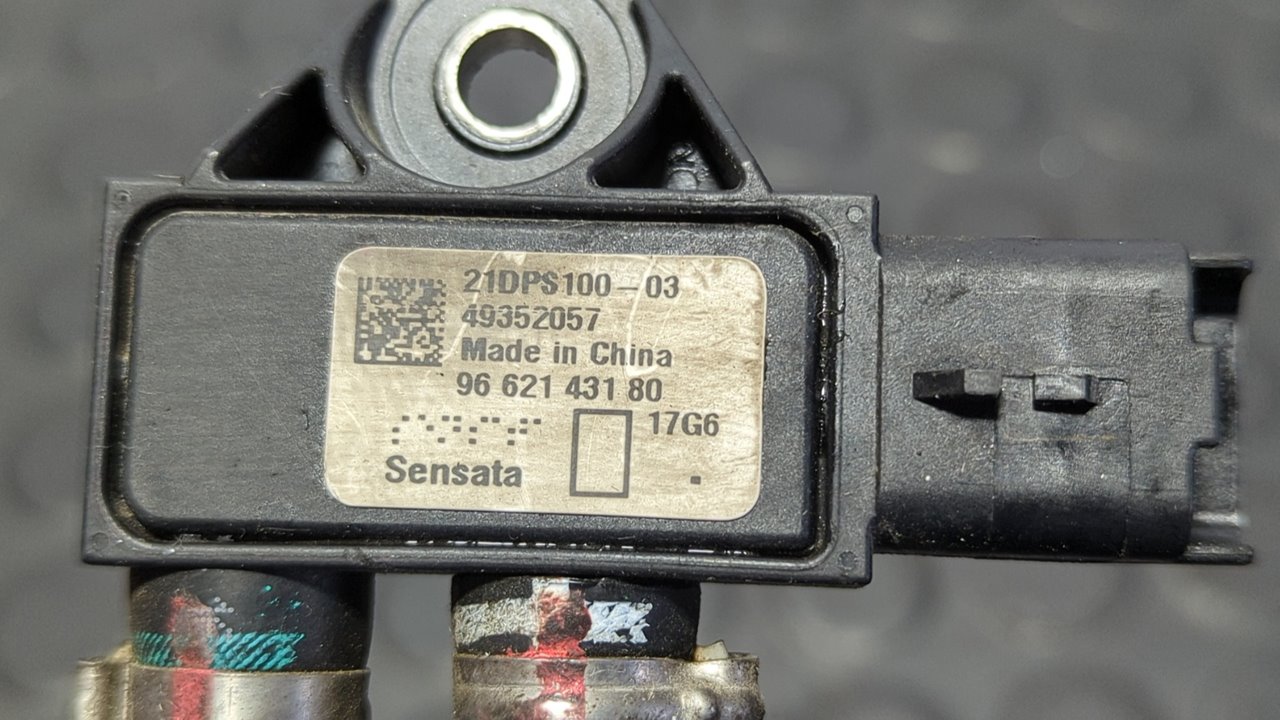 21DPS100-03
49352057
Made in China
96 621 431 80
17G6
Sensata